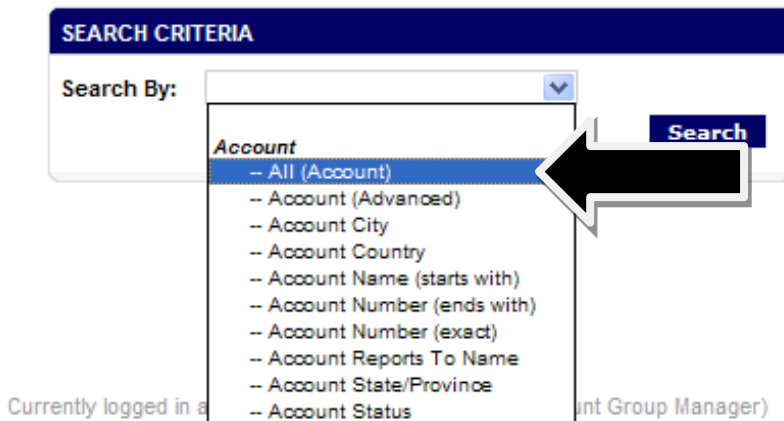 SEARCH CRITERIA
Search By:
Search
Account
-- All (Account)
-- Account (Advanced)
-- Account City
-- Account Country
-- Account Name (starts with)
-- Account Number (ends with)
-- Account Number (exact)
-- Account Reports To Name
-- Account State/Province
-- Account Status
Currently logged in Group Manager)